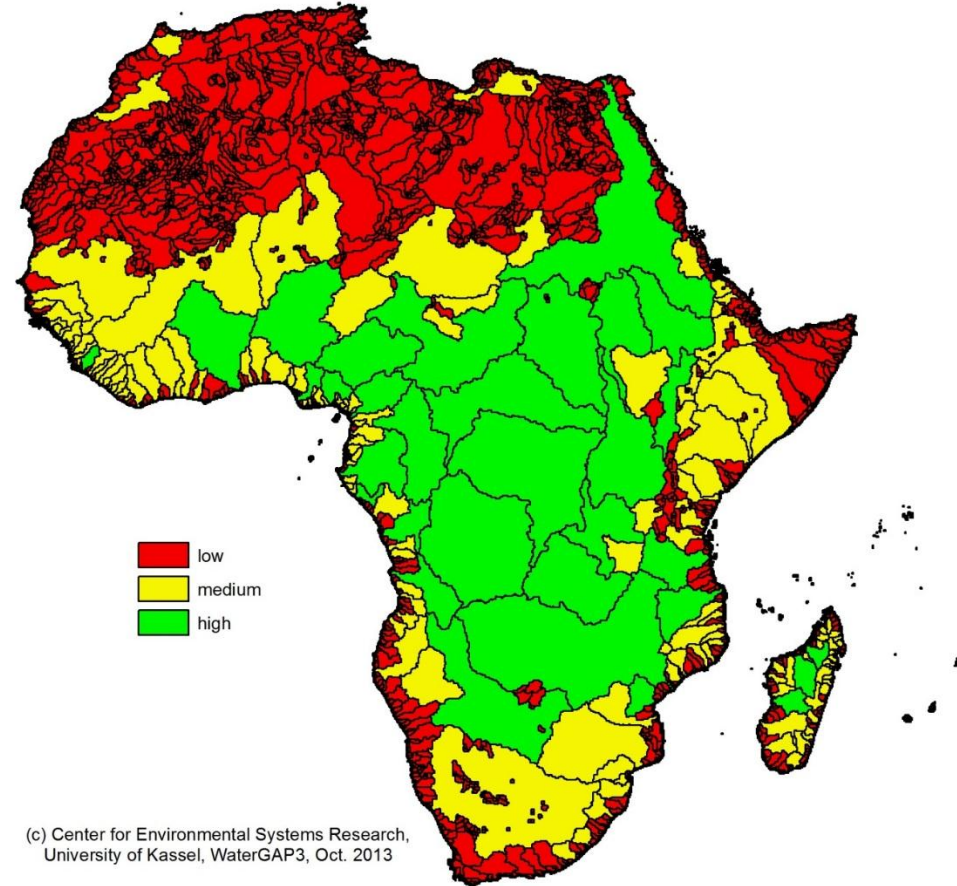 low
medium
high
(c) Center for Environmental Systems Research,
University of Kassel, WaterGAP3, Oct. 2013